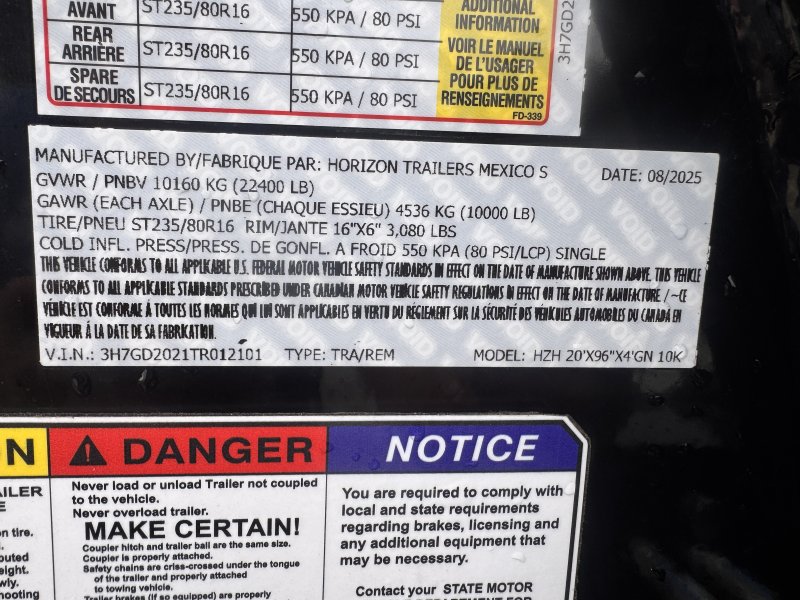 AVANT ST235/80R16 550 KPA / 80 PSI
REAR
ARRIÈRE ST235/80R16 550 KPA / 80 PSI
SPARE
DE SECOURS ST235/80R16 550 KPA / 80 PSI
ADDITIONAL
INFORMATION
VOIR LE MANUEL
DE L'USAGER
POUR PLUS DE
RENSEIGNEMENTS
FD-339
3H7GD2
MANUFACTURED BY/FABRIQUE PAR: HORIZON TRAILERS MEXICO S DATE: 08/2025
GVWR / PNBV 10160 KG (22400 LB)
GAWR (EACH AXLE) / PNBE (CHAQUE ESSIEU) 4536 KG (10000 LB)
TIRE/PNEU ST235/80R16 RIM/JANTE 16"X6" 3,080 LBS
COLD INFL. PRESS/PRESS. DE GONFL. A FROID 550 KPA (80 PSI/LCP) SINGLE
THIS VEHICLE CONFORMS TO ALL APPLICABLE U.S. FEDERAL MOTOR VEHICLE SAFETY STANDARDS IN EFFECT ON THE DATE OF MANUFACTURE SHOWN ABOVE. THIS VEHICLE
CONFORMS TO ALL APPLICABLE STANDARDS PRESCRIBED UNDER CANADIAN MOTOR VEHICLE SAFETY REGULATIONS IN EFFECT ON THE DATE OF MANUFACTURE / ~CE
VÉHICLE EST CONFORME À TOUTES LES NORMES QUI LUI SONT APPLICABLES EN VERTU DU RÉGLEMENT SUR LA SÉCURITÉ DES VÉHICULES AUTOMOBILES DU CANADA EN
VIGUEUR À LA DATE DE SA FABRICATION.
V.I.N.: 3H7GD2021TR012101 TYPE: TRA/REM MODEL: HZH 20'X96"X4'GN 10K
DANGER
Never load or unload Trailer not coupled
to the vehicle.
Never overload trailer.
MAKE CERTAIN!
Coupler hitch and trailer ball are the same size.
Coupler is properly attached.
Safety chains are criss-crossed under the tongue
of the trailer and properly attached
to towing vehicle.
Trailer brakes (if so equipped) are properly
NOTICE
You are required to comply with
local and state requirements
regarding brakes, licensing and
any additional equipment that
may be necessary.
Contact your STATE MOTOR